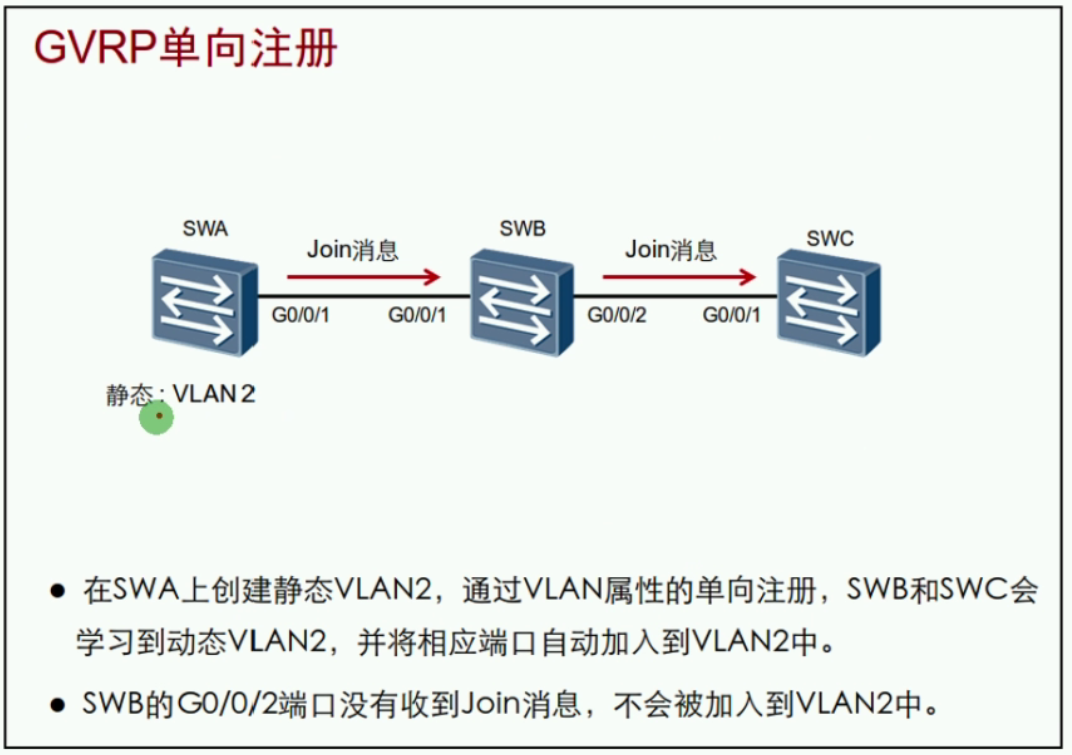 GVRP单向注册
SWA
SWB
SWC
Join消息
Join消息
G0/0/1
G0/0/1
G0/0/2
G0/0/1
静态：VLAN 2
● 在SWA上创建静态VLAN2，通过VLAN属性的单向注册，SWB和SWC会
学习到动态VLAN2，并将相应端口自动加入到VLAN2中。
● SWB的G0/0/2端口没有收到Join消息，不会被加入到VLAN2中。